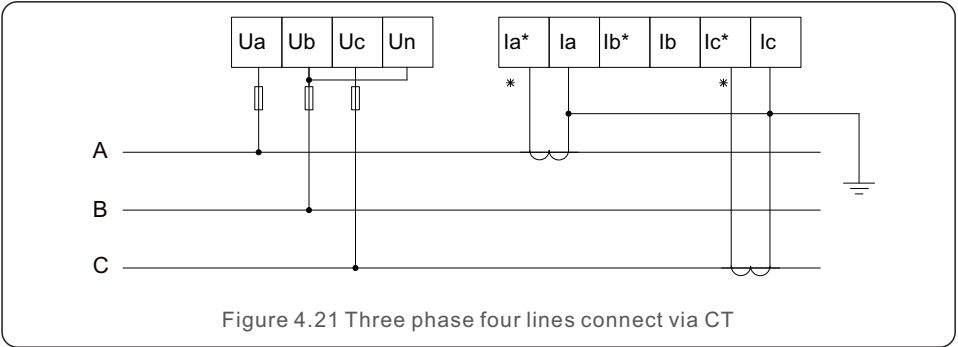 Ua Ub Uc Un Ia* Ia Ib* Ib Ic* Ic
* *
A
B
C
Figure 4.21 Three phase four lines connect via CT